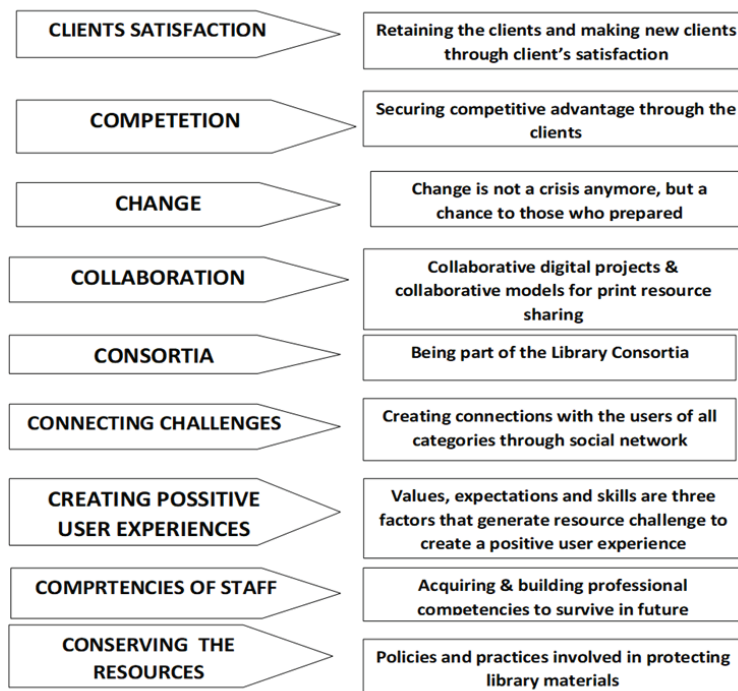 CLIENTS SATISFACTION
Retaining the clients and making new clients
through client's satisfaction
COMPETETION
Securing competitive advantage through the
clients
CHANGE
Change is not a crisis anymore, but a
chance to those who prepared
COLLABORATION
Collaborative digital projects &
collaborative models for print resource
sharing
CONSORTIA
Being part of the Library Consortia
CONNECTING CHALLENGES
Creating connections with the users of all
categories through social network
CREATING POSSITIVE
USER EXPERIENCES
Values, expectations and skills are three
factors that generate resource challenge to
create a positive user experience
COMPRTENCIES OF STAFF
Acquiring & building professional
competencies to survive in future
CONSERVING THE
RESOURCES
Policies and practices involved in protecting
library materials